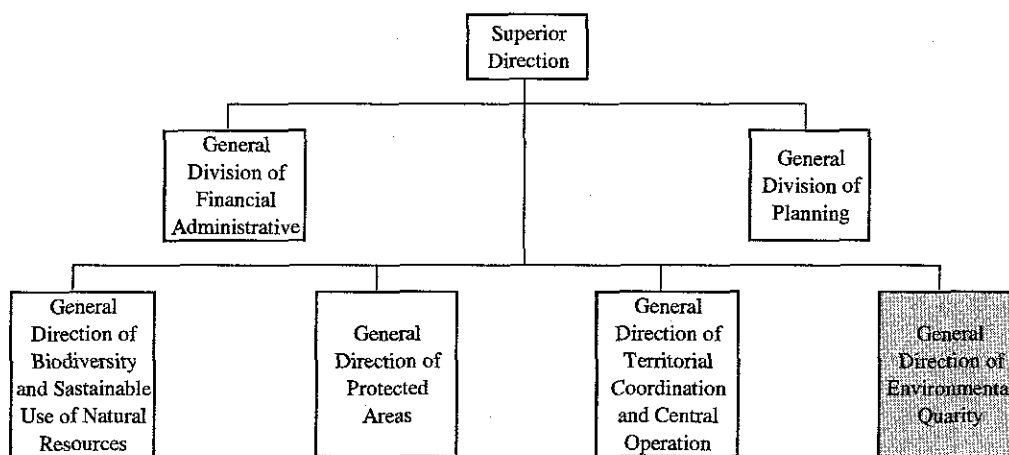 Superior
Direction
General
Division of
Financial
Administrative
General
Division of
Planning
General
Direction of
Biodiversity
and Sastainable
Use of Natural
Resources
General
Direction of
Protected
Areas
General
Direction of
Territorial
Coordination
and Central
Operation
General
Direction of
Environmental
Quarity